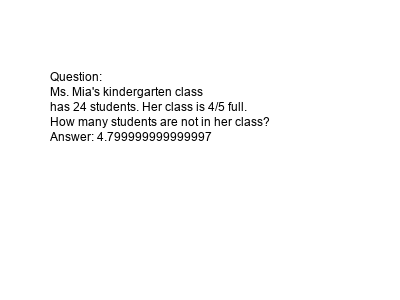 Question:
Ms. Mia's kindergarten class
has 24 students. Her class is 4/5 full.
How many students are not in her class?
Answer: 4.799999999999997